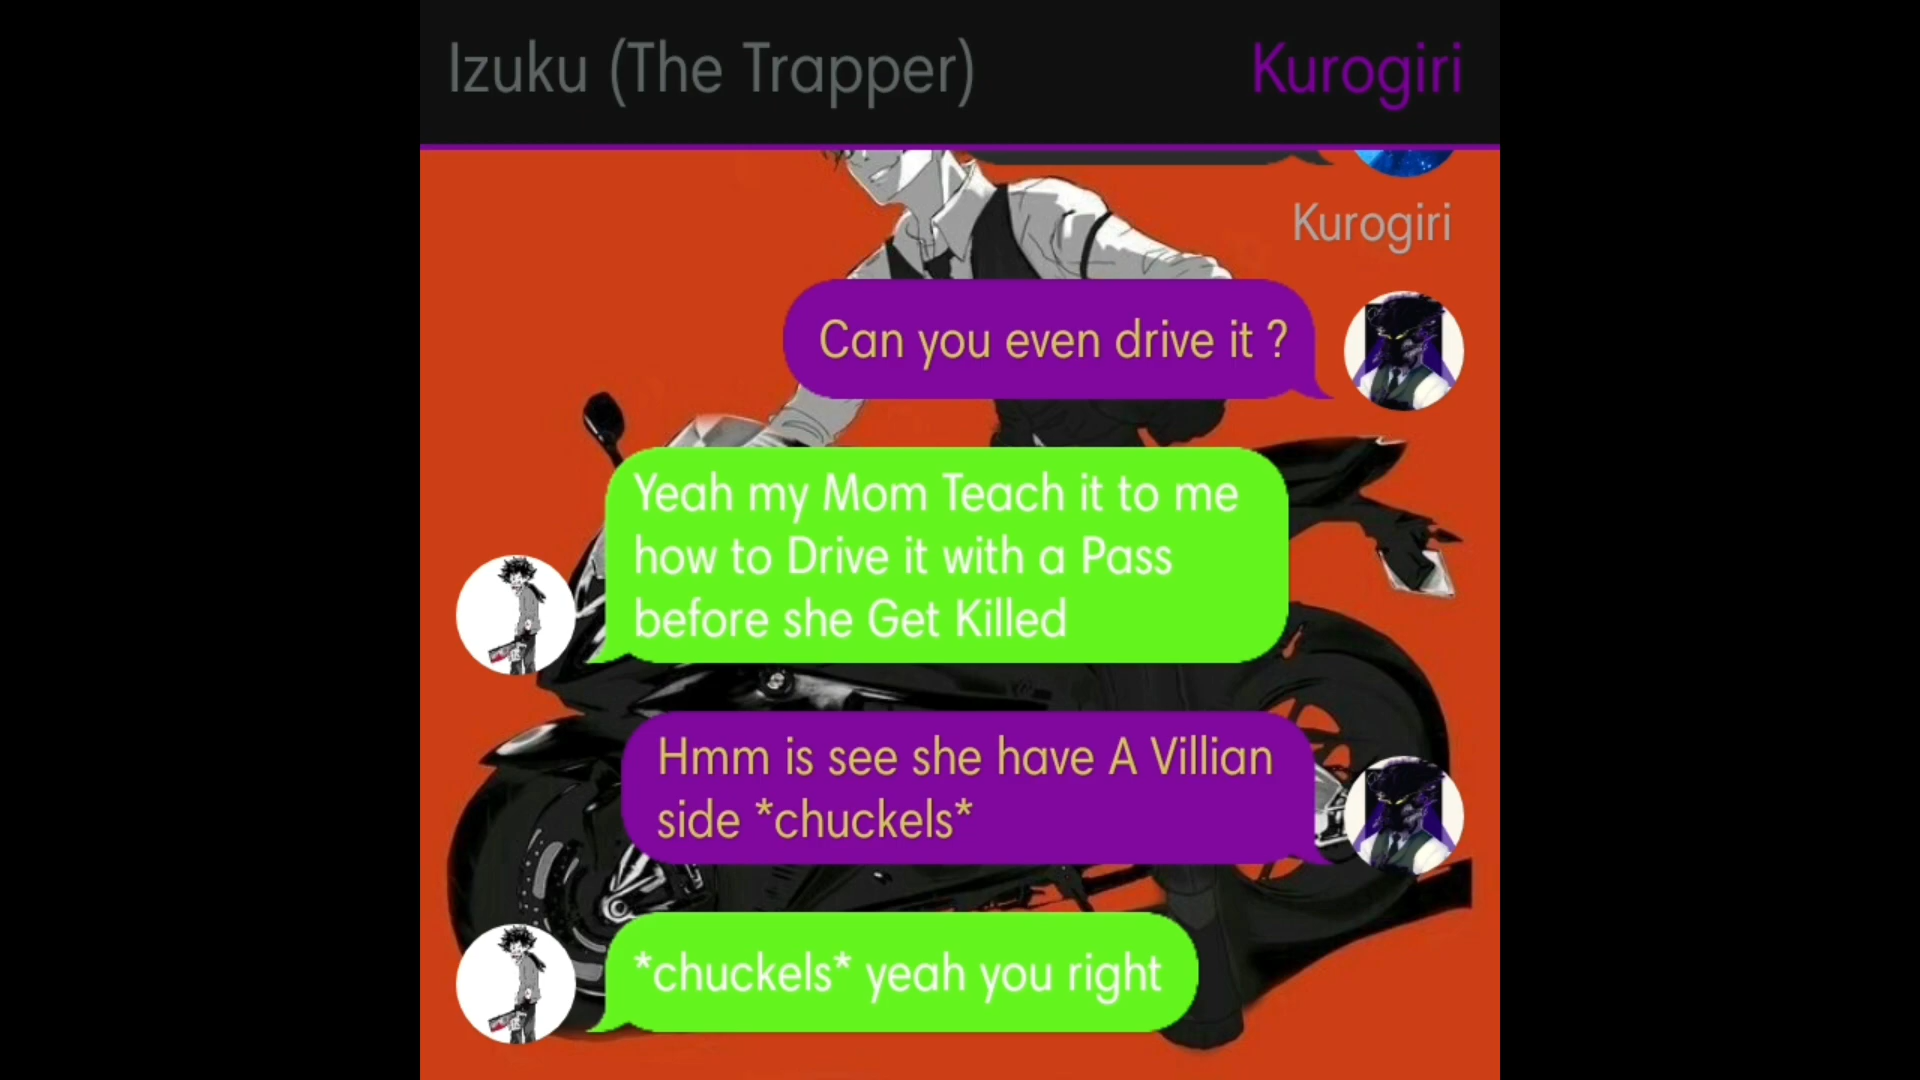 Izuku (The Trapper)
Kurogiri
Kurogiri
Can you even drive it ?
Yeah my Mom Teach it to me
how to Drive it with a Pass
before she Get Killed
Hmm is see she have A Villian
side *chuckels*
*chuckels* yeah you right